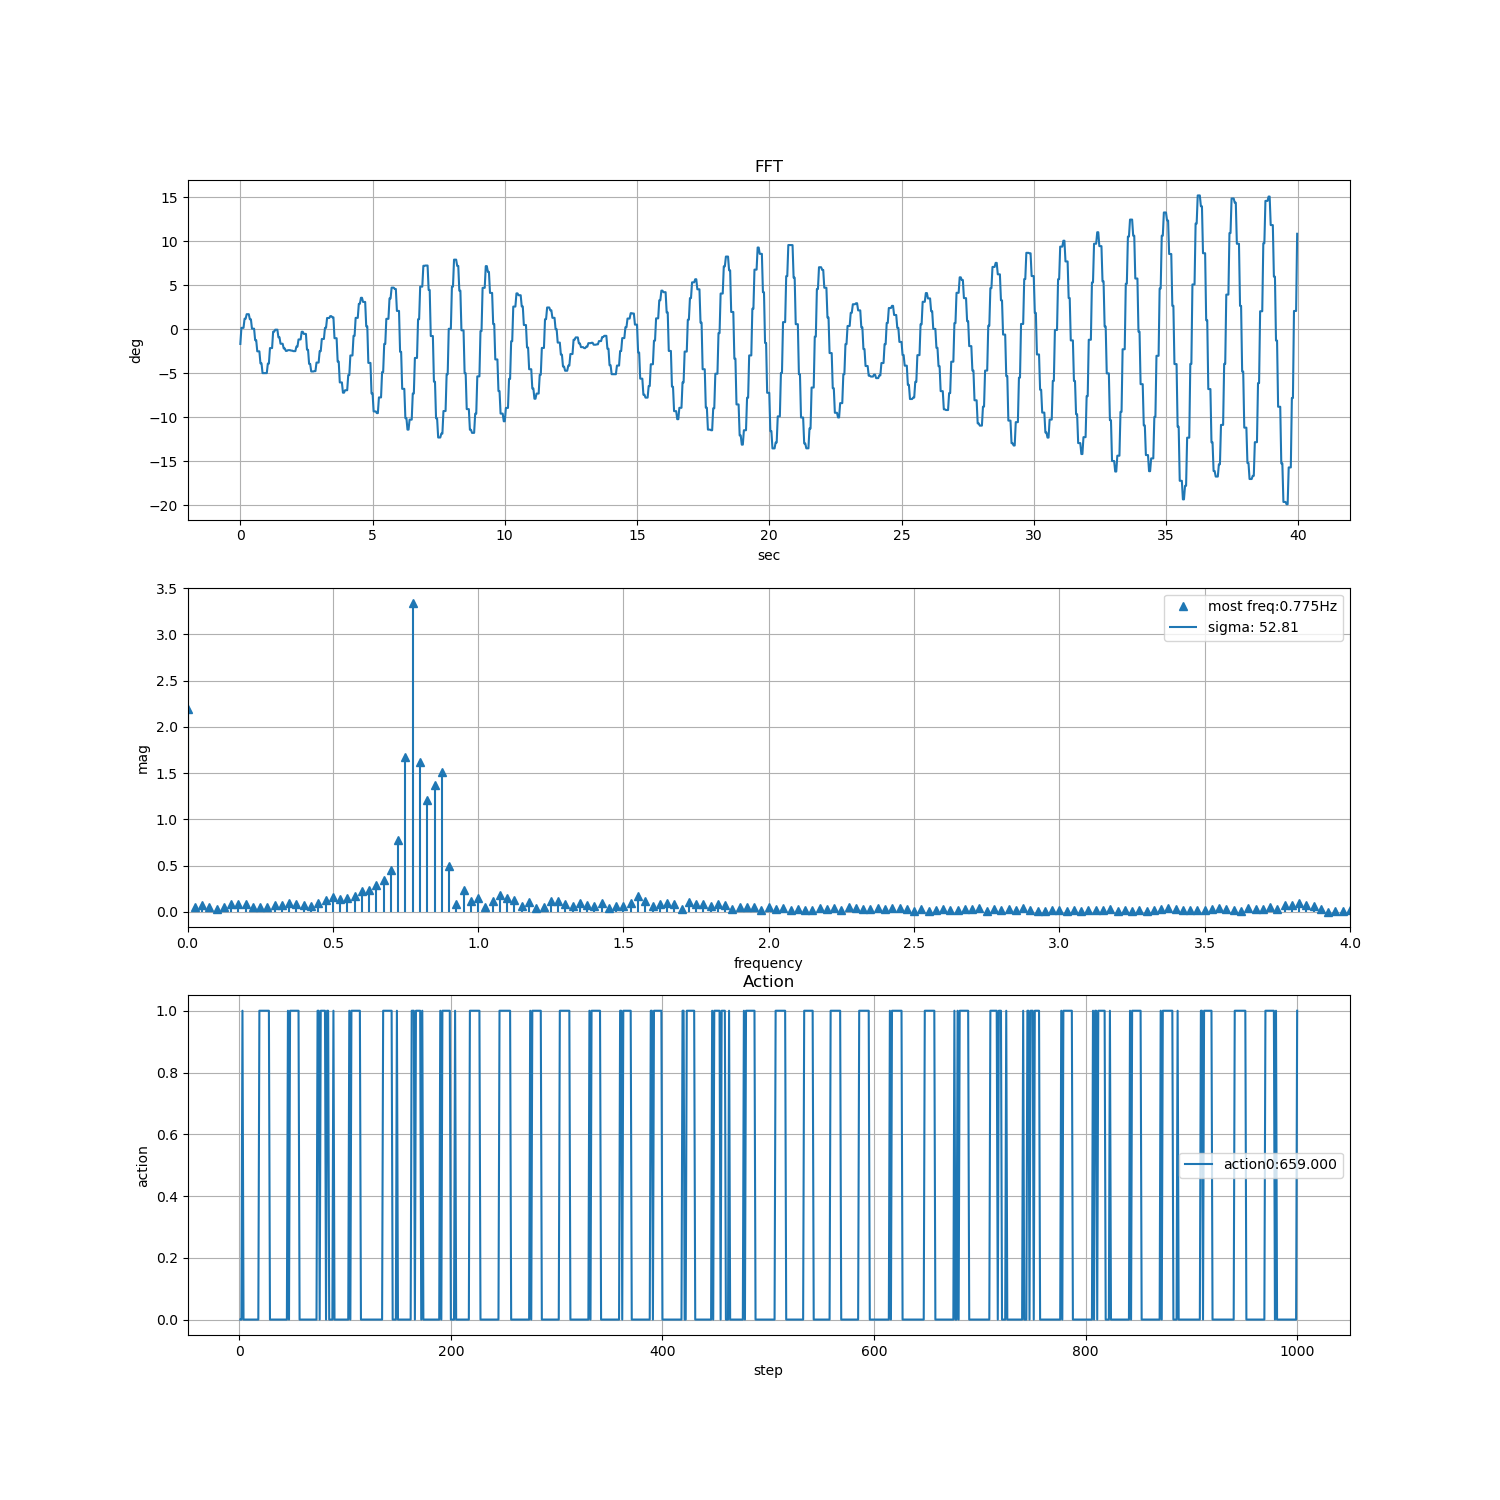 FFT
15
10
5
0
−5
−10
−15
−20
deg
0 5 10 15 20 25 30 35 40
sec
3.5
3.0
2.5
2.0
1.5
1.0
0.5
0.0
mag
most freq:0.775Hz
sigma: 52.81
0.0 0.5 1.0 1.5 2.0 2.5 3.0 3.5 4.0
frequency
Action
1.0
0.8
0.6
0.4
0.2
0.0
action
action0:659.000
0 200 400 600 800 1000
step